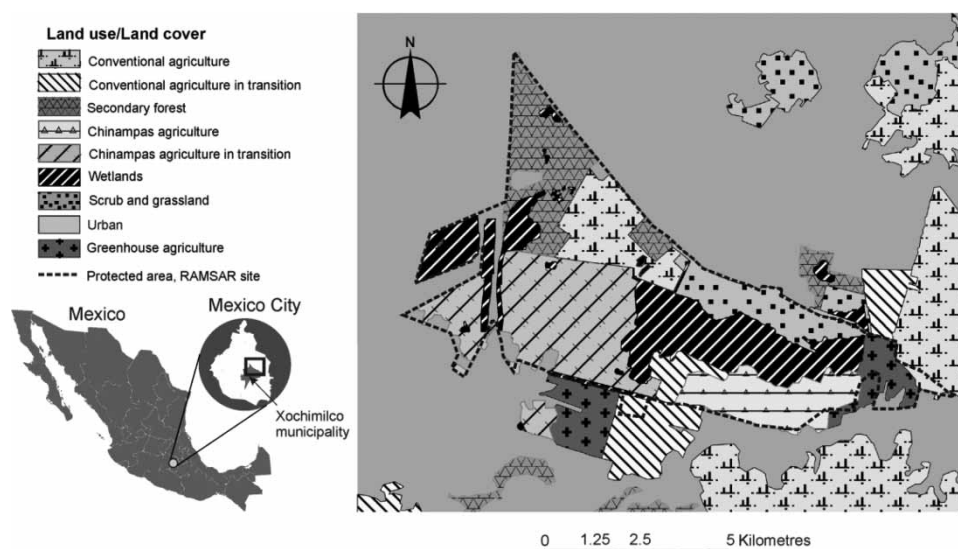 Land use/Land cover
Conventional agriculture
Conventional agriculture in transition
Secondary forest
Chinampas agriculture
Chinampas agriculture in transition
Wetlands
Scrub and grassland
Urban
Greenhouse agriculture
Protected area, RAMSAR site
Mexico
Mexico City
Xochimilco
municipality
N
0 1.25 2.5 5 Kilometres